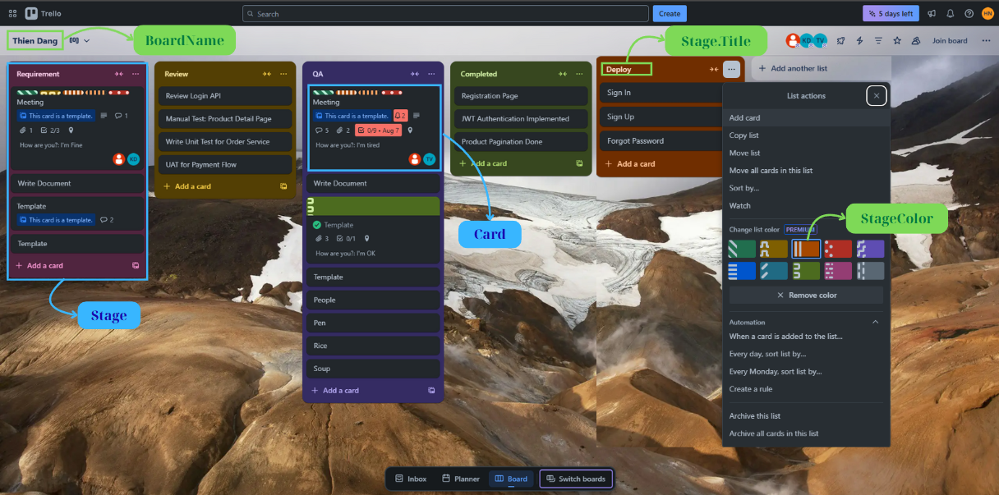 Trello
Search
Create
5 days left
HN
Thien Dang
BoardName
Stage.Title
KD
TV
Join board
Requirement
Meeting
This card is a template.
1
1
2/3
How are you?: I'm Fine
KD
Write Document
Template
This card is a template.
2
Template
Add a card
Stage
Review
Review Login API
Manual Test: Product Detail Page
Write Unit Test for Order Service
UAT for Payment Flow
Add a card
QA
Meeting
This card is a template.
2
5
2
0/9 • Aug 7
How are you?: I'm tired
TV
Write Document
Template
3
0/1
How are you?: I'm OK
Template
People
Pen
Rice
Soup
Add a card
Card
Completed
Registration Page
JWT Authentication Implemented
Product Pagination Done
Add a card
Deploy
Sign In
Sign Up
Forgot Password
Add a card
Add another list
List actions
Add card
Copy list
Move list
Move all cards in this list
Sort by...
Watch
Change list color
PREMIUM
StageColor
Remove color
Automation
When a card is added to the list...
Every day, sort list by...
Every Monday, sort list by...
Create a rule
Archive this list
Archive all cards in this list
Inbox
Planner
Board
Switch boards